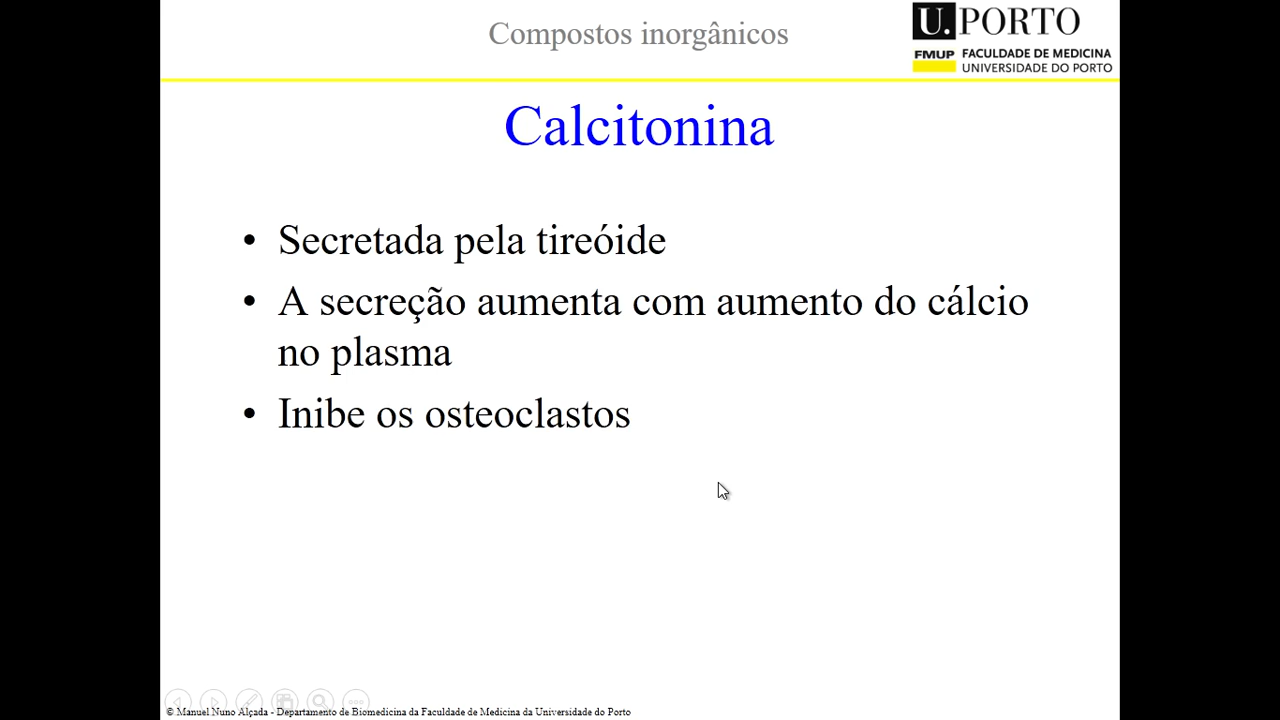 Compostos inorgânicos
U. PORTO
FMUP FACULDADE DE MEDICINA
UNIVERSIDADE DO PORTO
Calcitonina
• Secretada pela tireóide
• A secreção aumenta com aumento do cálcio
no plasma
• Inibe os osteoclastos
© Manuel Nuno Alçada - Departamento de Biomedicina da Faculdade de Medicina da Universidade do Porto